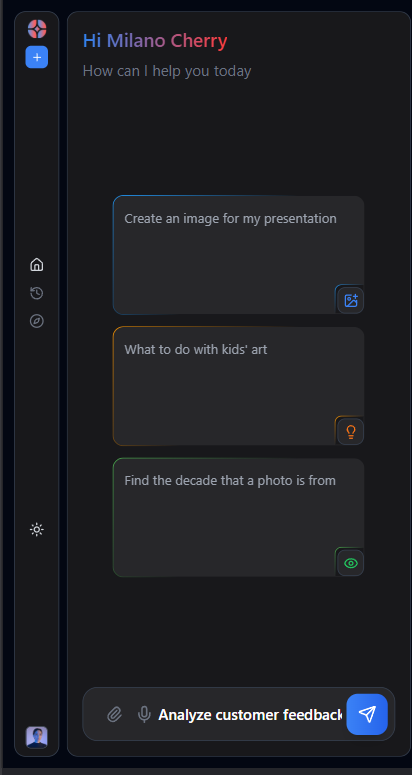 Hi Milano Cherry
How can I help you today
Create an image for my presentation
What to do with kids' art
Find the decade that a photo is from
Analyze customer feedback